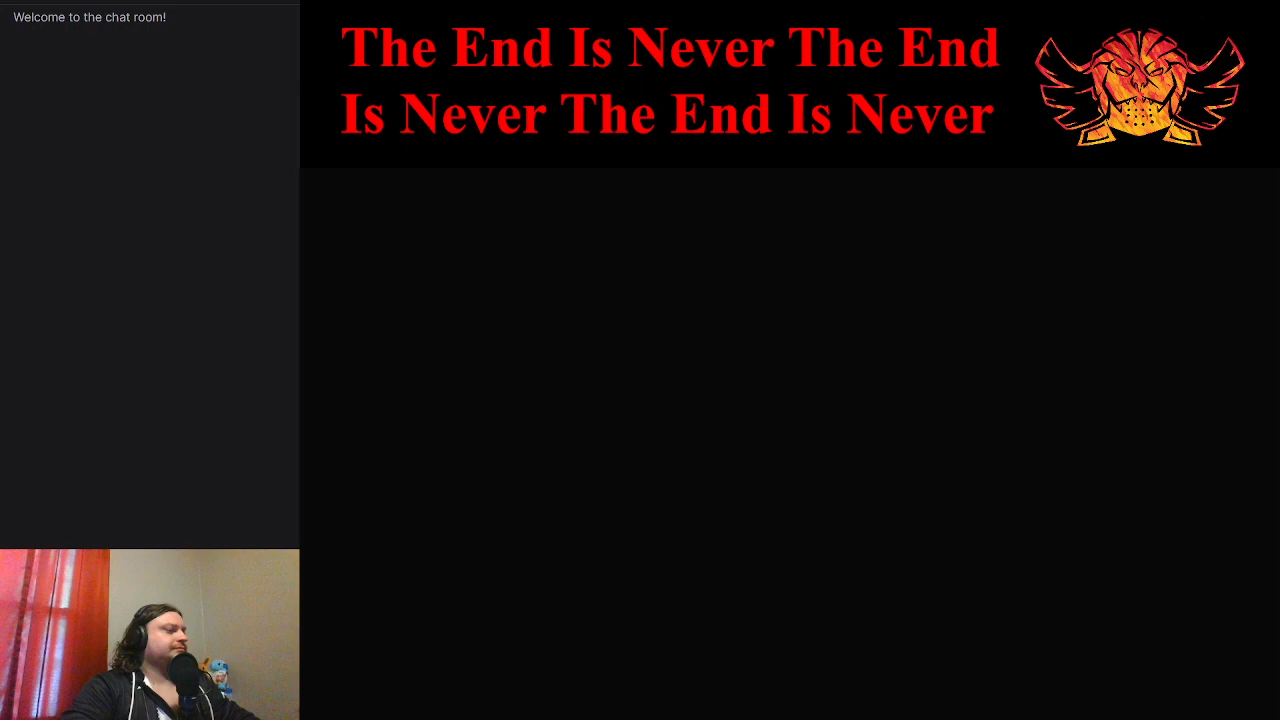 Welcome to the chat room!
The End Is Never The End
Is Never The End Is Never